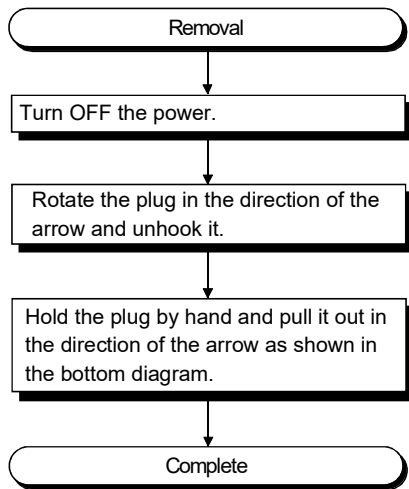 Removal
Turn OFF the power.
Rotate the plug in the direction of the
arrow and unhook it.
Hold the plug by hand and pull it out in
the direction of the arrow as shown in
the bottom diagram.
Complete